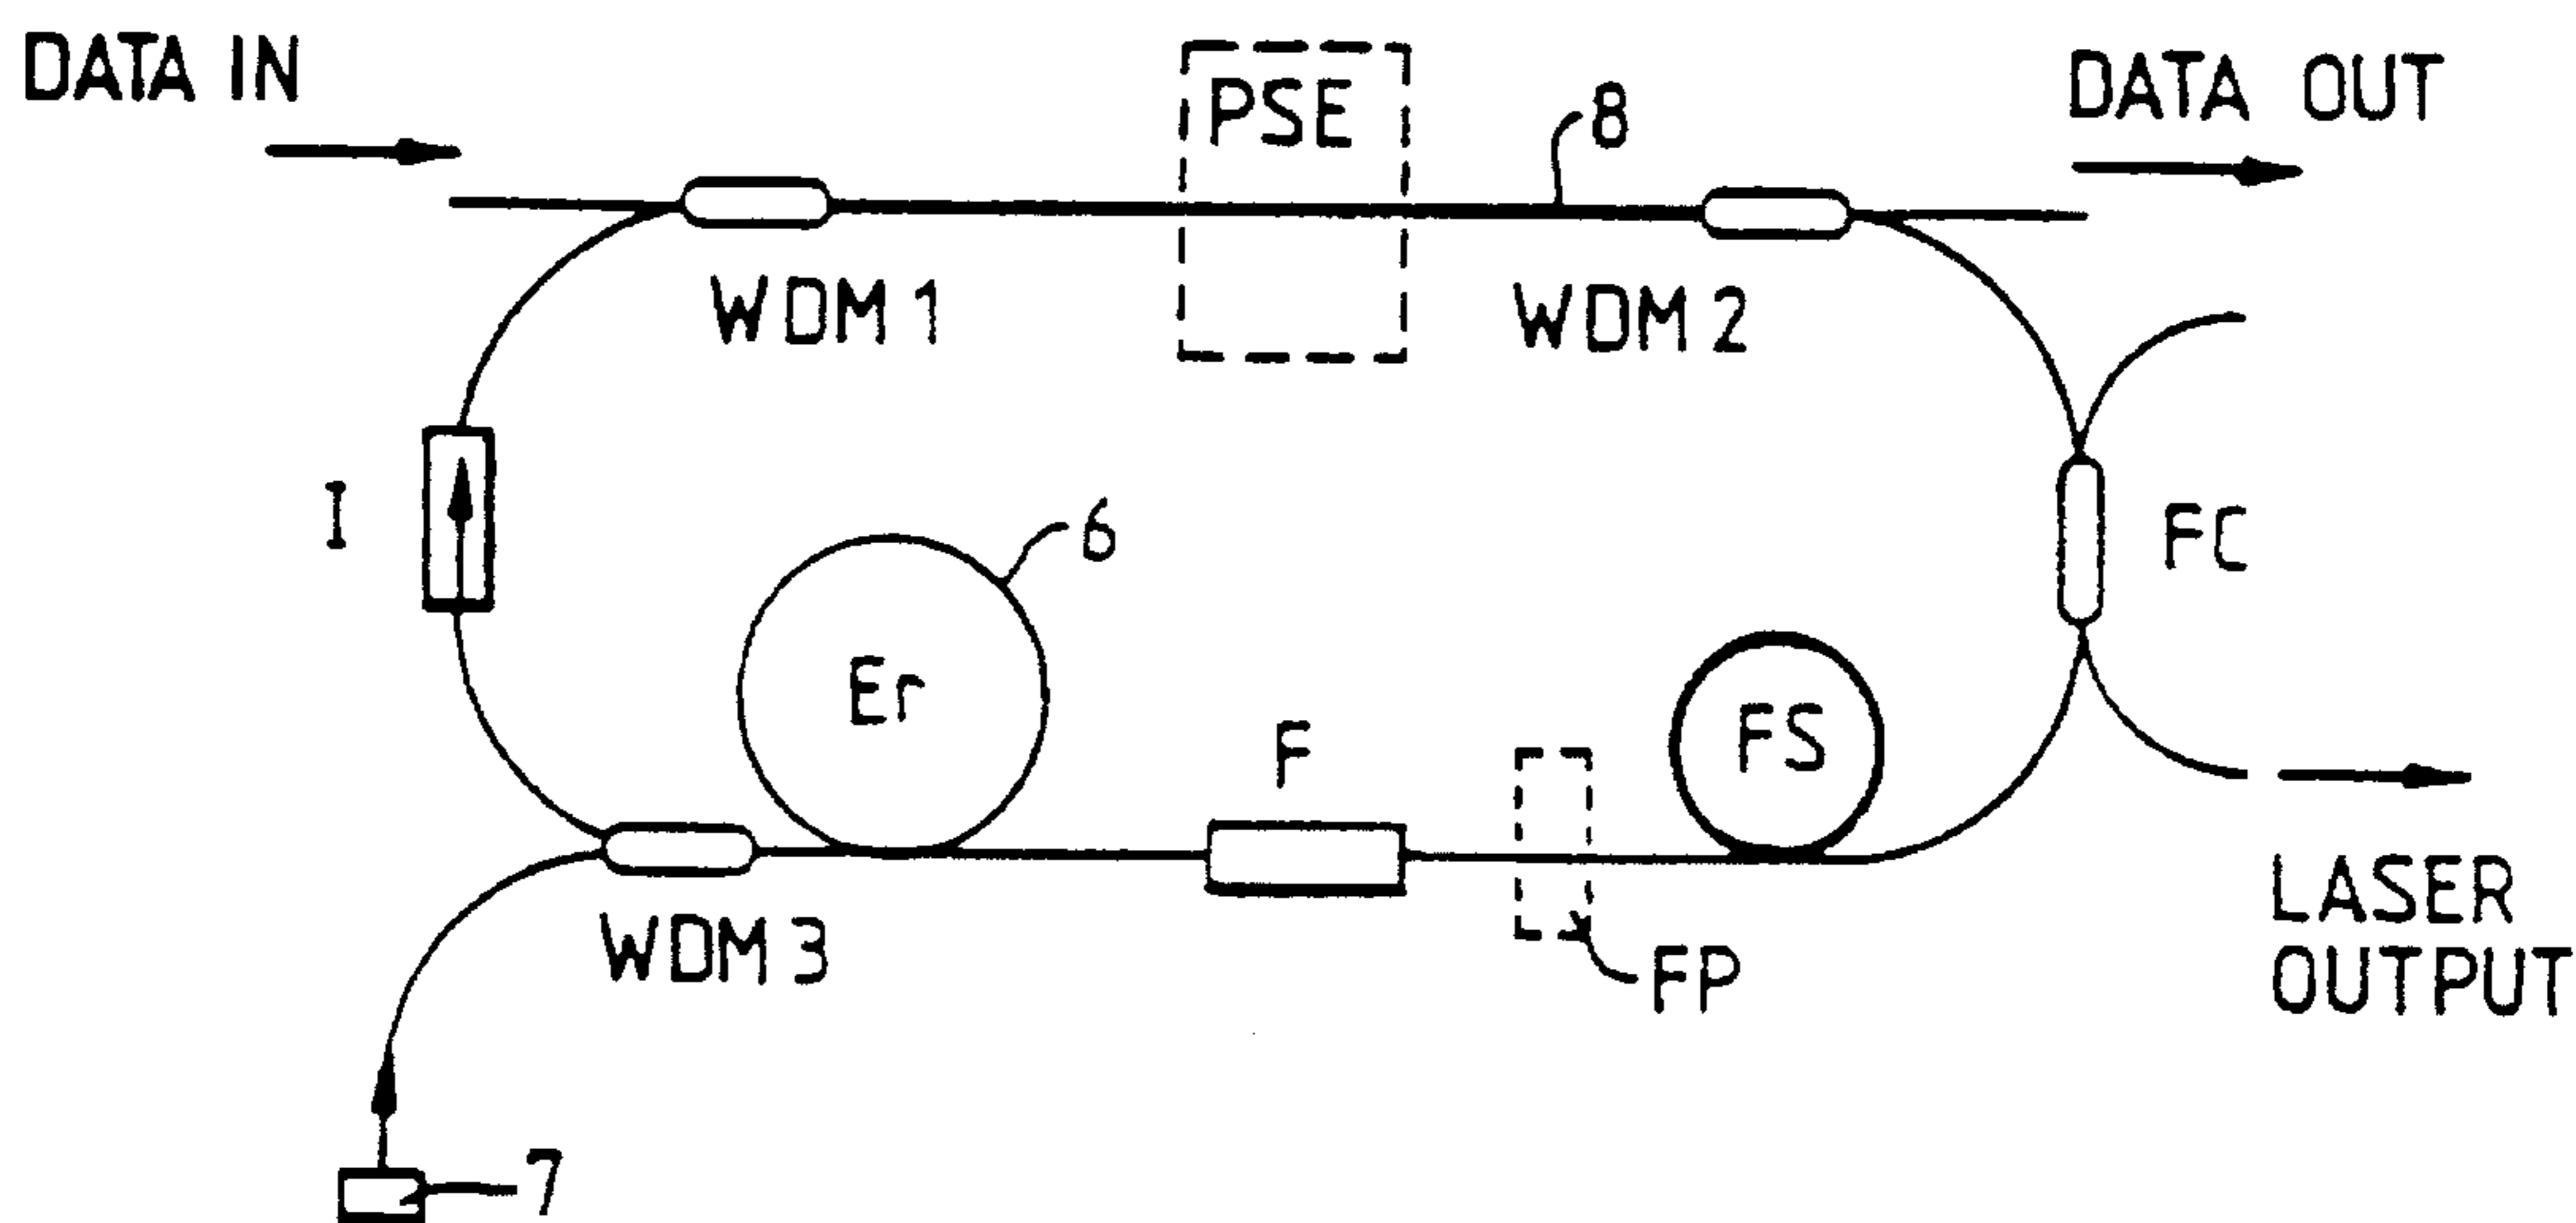 DATA IN
PSE
8
DATA OUT
WDM 1
WDM 2
I
6
FC
Er
F
FS
WDM 3
FP
LASER
OUTPUT
7